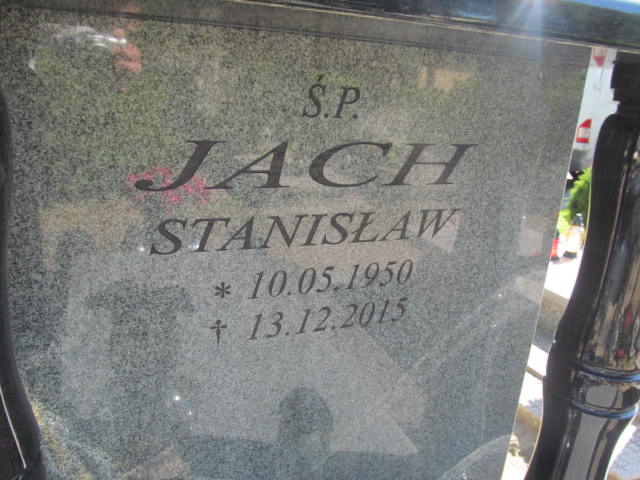 Ś.P.
JACH
STANISŁAW
* 10.05.1950
† 13.12.2015